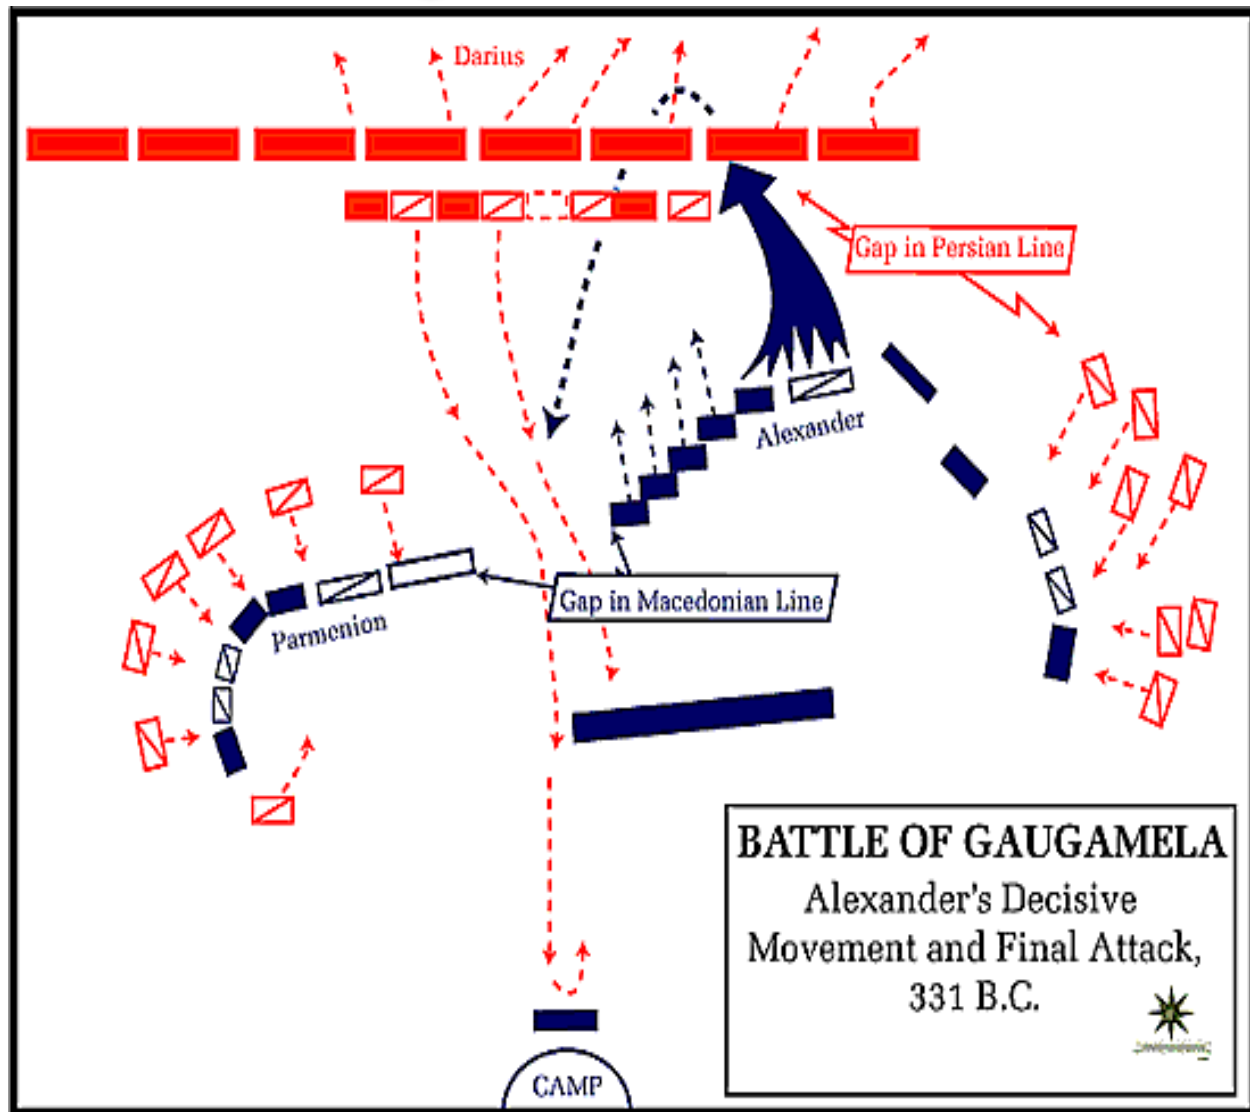 Darius
Gap in Persian Line
Alexander
Gap in Macedonian Line
Parmenion
BATTLE OF GAUGAMELA
Alexander's Decisive
Movement and Final Attack,
331 B.C.
CAMP